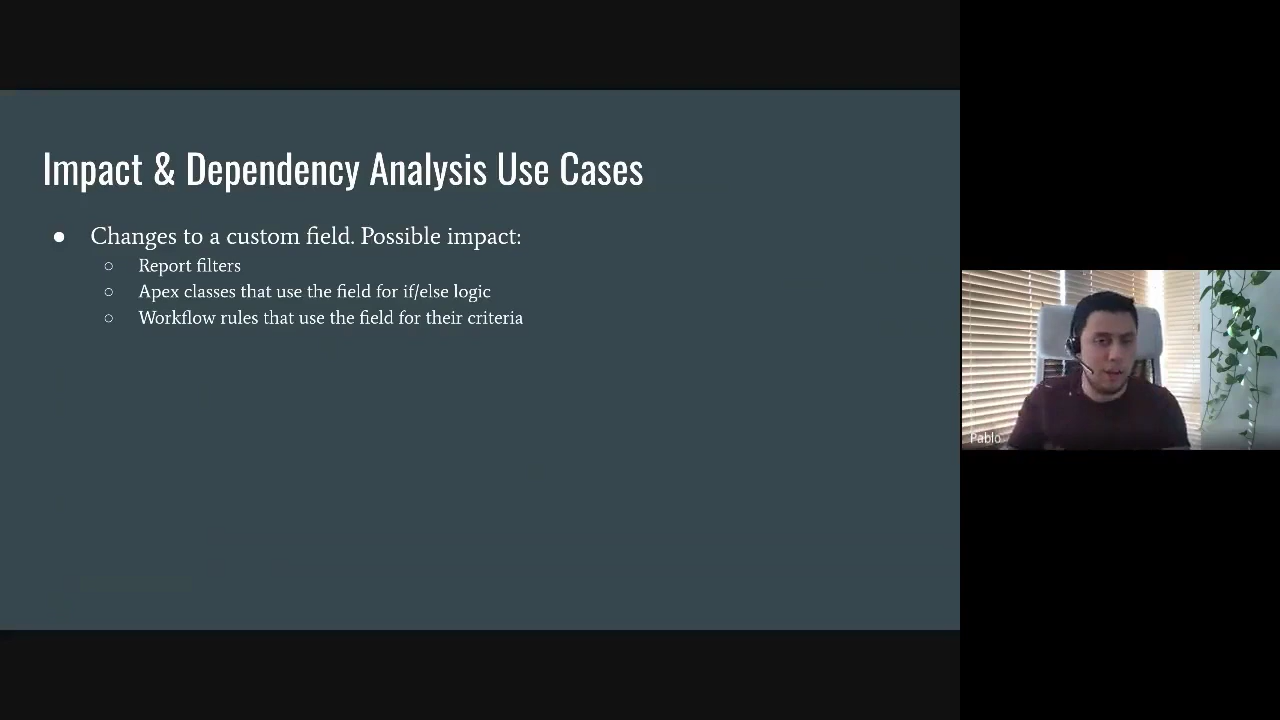 Impact & Dependency Analysis Use Cases
● Changes to a custom field. Possible impact:
○ Report filters
○ Apex classes that use the field for if/else logic
○ Workflow rules that use the field for their criteria
Pablo